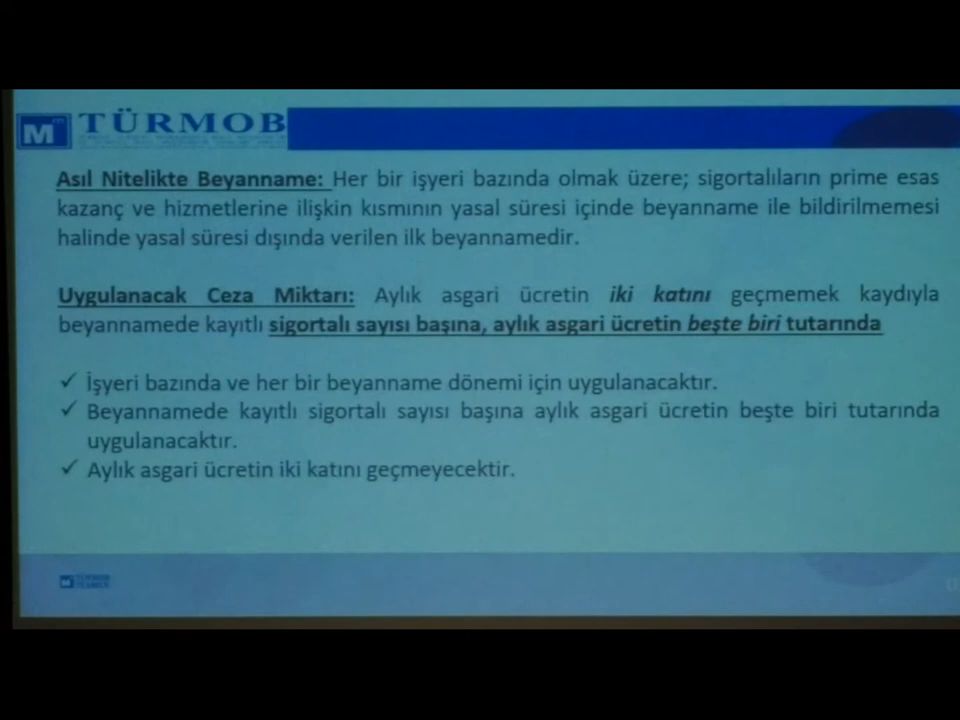 TÜRMOB
Asıl Nitelikte Beyanname: Her bir işyeri bazında olmak üzere; sigortalıların prime esas
kazanç ve hizmetlerine ilişkin kısmının yasal süresi içinde beyanname ile bildirilmemesi
halinde yasal süresi dışında verilen ilk beyannamedir.
Uygulanacak Ceza Miktarı: Aylık asgari ücretin iki katını geçmemek kaydıyla
beyannamede kayıtlı sigortalı sayısı başına, aylık asgari ücretin beşte biri tutarında
✓ İşyeri bazında ve her bir beyanname dönemi için uygulanacaktır.
✓ Beyannamede kayıtlı sigortalı sayısı başına aylık asgari ücretin beşte biri tutarında
uygulanacaktır.
✓ Aylık asgari ücretin iki katını geçmeyecektir.